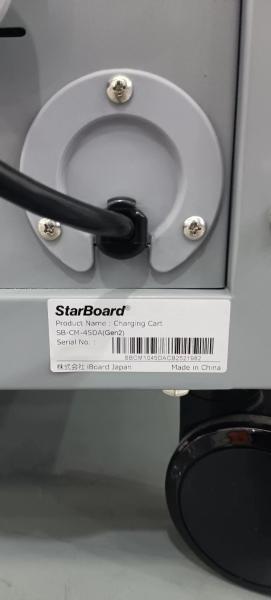 StarBoard®
Product Name : Charging Cart
SB-CM-45DA(Gen2)
Serial No. :
SBCM1045DACB2521982
株式会社 iBoard Japan Made in China